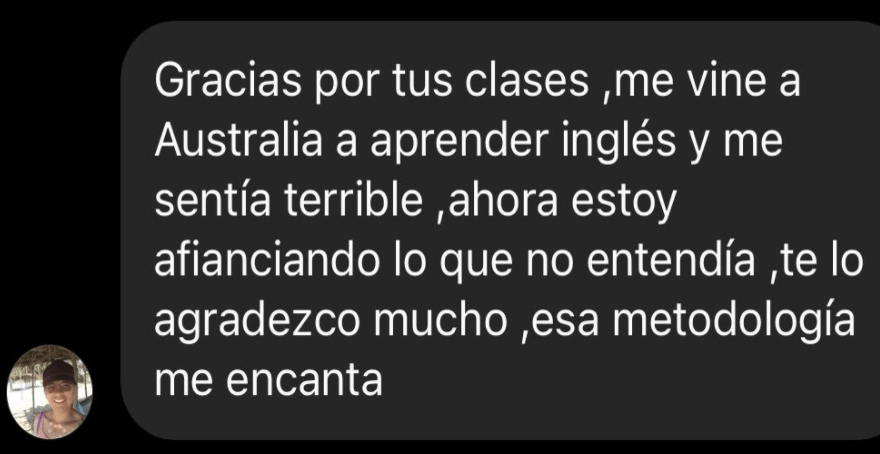 Gracias por tus clases ,me vine a
Australia a aprender inglés y me
sentía terrible ,ahora estoy
afianciando lo que no entendía ,te lo
agradezco mucho ,esa metodología
me encanta